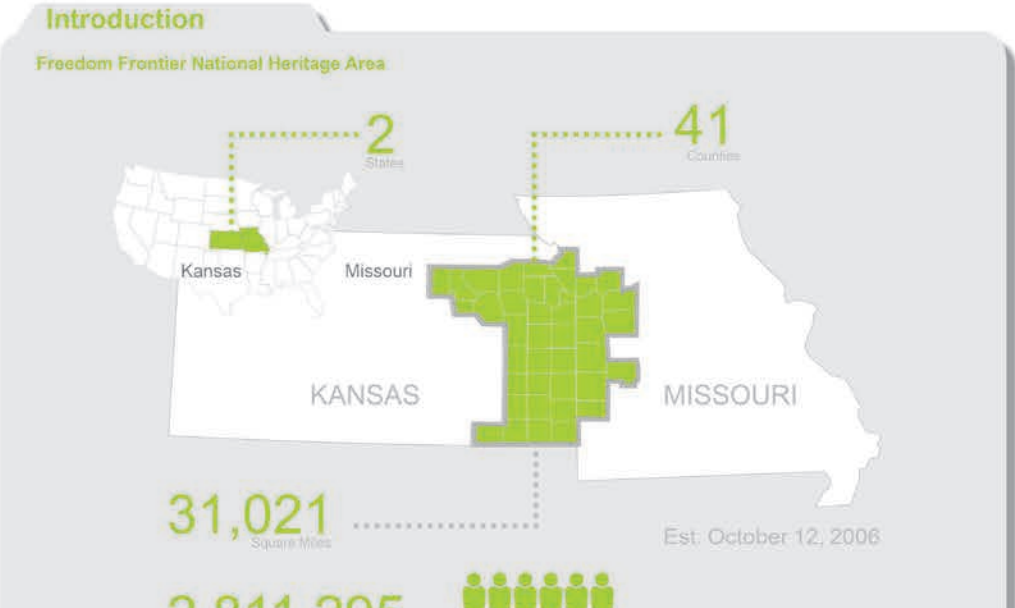 Introduction
Freedom Frontier National Heritage Area
2
States
41
Counties
Kansas
Missouri
KANSAS
MISSOURI
31,021
Square Miles
Est. October 12, 2006